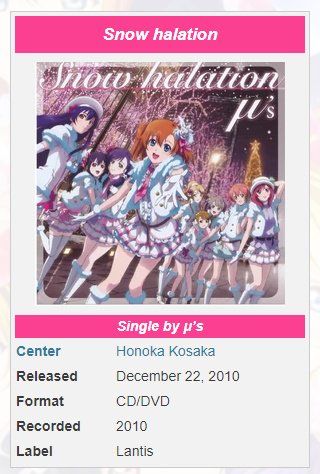 Snow halation
Snow halation
μ's
Single by μ's
Center Honoka Kosaka
Released December 22, 2010
Format CD/DVD
Recorded 2010
Label Lantis